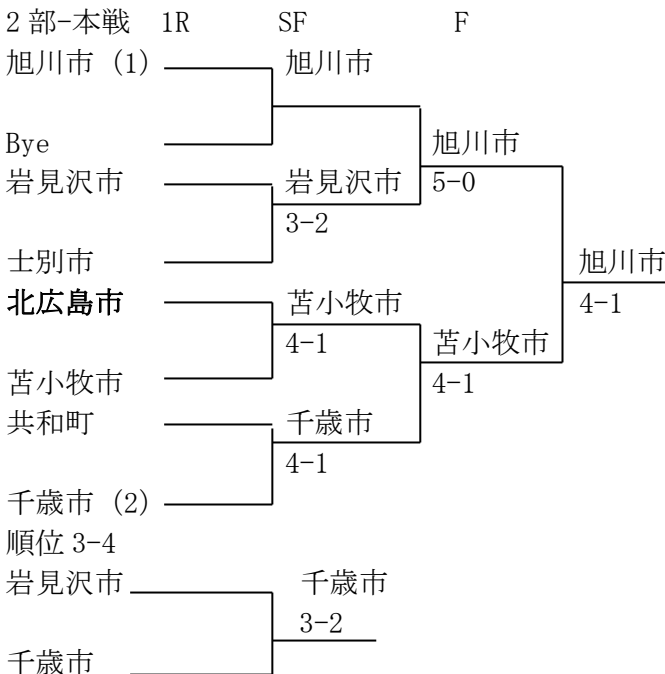 2部-本戦 1R SF F
旭川市 (1) 旭川市
Bye 旭川市
岩見沢市 岩見沢市 5-0
3-2
士別市 旭川市
北広島市 苫小牧市 4-1
4-1 苫小牧市
苫小牧市 4-1
共和町 千歳市
4-1
千歳市 (2)
順位 3-4
岩見沢市 千歳市
3-2
千歳市